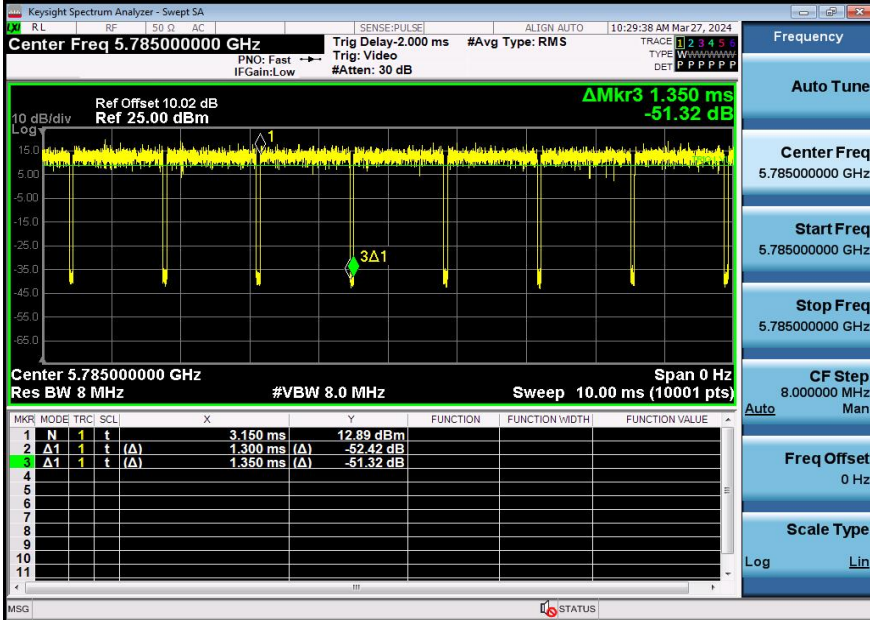 Keysight Spectrum Analyzer - Swept SA
LXI RL RF 50 Ω AC SENSE:PULSE ALIGN AUTO 10:29:38 AM Mar 27, 2024
Center Freq 5.785000000 GHz
PNO: Fast
IFGain:Low
Trig Delay-2.000 ms
Trig: Video
#Atten: 30 dB
#Avg Type: RMS
TRACE 1 2 3 4 5 6
TYPE WWWWWW
DET P P P P P P
ΔMkr3 1.350 ms
-51.32 dB
10 dB/div
Log
Ref Offset 10.02 dB
Ref 25.00 dBm
15.0
5.00
-5.00
-15.0
-25.0
-35.0
-45.0
-55.0
-65.0
1
3Δ1
Center 5.785000000 GHz
Span 0 Hz
Res BW 8 MHz
#VBW 8.0 MHz
Sweep 10.00 ms (10001 pts)
MKR MODE TRC SCL X Y FUNCTION FUNCTION WIDTH FUNCTION VALUE
1 N 1 t 3.150 ms 12.89 dBm
2 Δ1 1 t (Δ) 1.300 ms (Δ) -52.42 dB
3 Δ1 1 t (Δ) 1.350 ms (Δ) -51.32 dB
4
5
6
7
8
9
10
11
MSG
STATUS
Frequency
Auto Tune
Center Freq
5.785000000 GHz
Start Freq
5.785000000 GHz
Stop Freq
5.785000000 GHz
CF Step
8.000000 MHz
Auto Man
Freq Offset
0 Hz
Scale Type
Log Lin